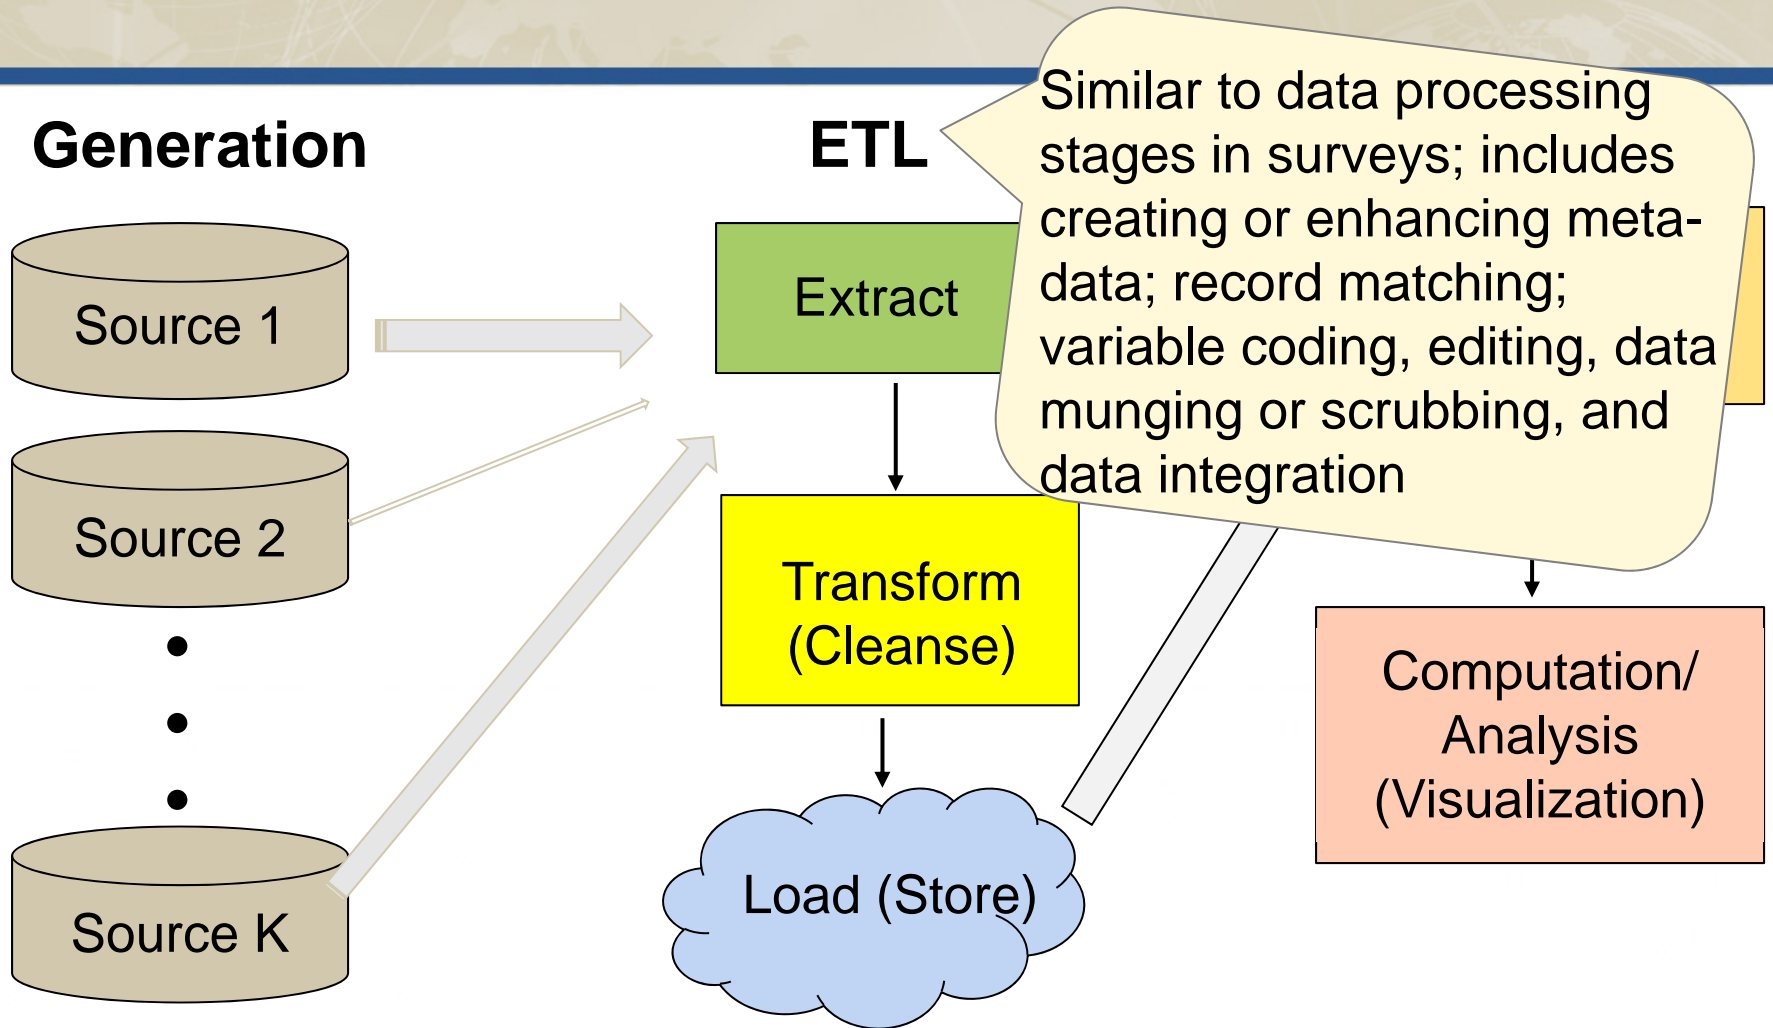 Generation
ETL
Similar to data processing
stages in surveys; includes
creating or enhancing meta-
data; record matching;
variable coding, editing, data
munging or scrubbing, and
data integration
Source 1
Source 2
Source K
Extract
Transform
(Cleanse)
Load (Store)
Computation/
Analysis
(Visualization)